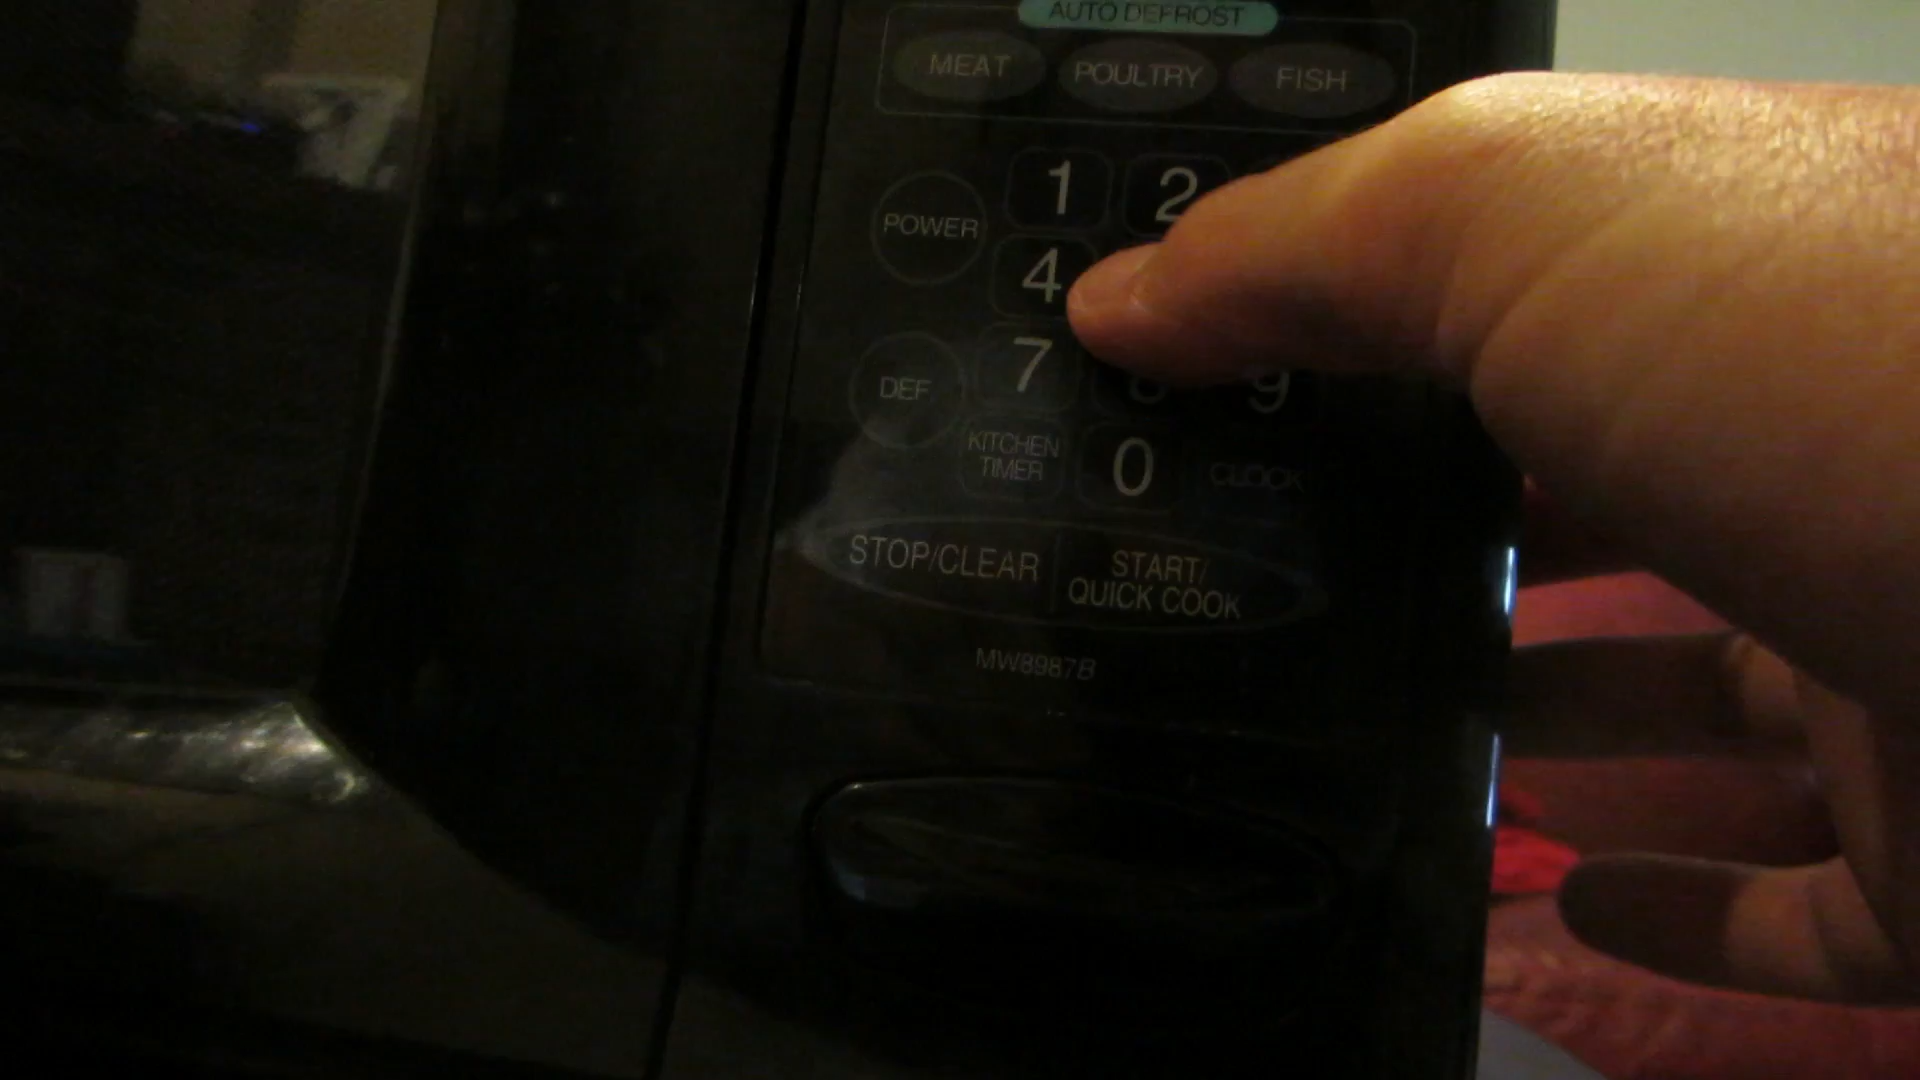 AUTO DEFROST
MEAT POULTRY FISH
POWER
1 2
4
DEF
7 8 9
KITCHEN
TIMER
0 CLOCK
STOP/CLEAR
START/
QUICK COOK
MW8987B